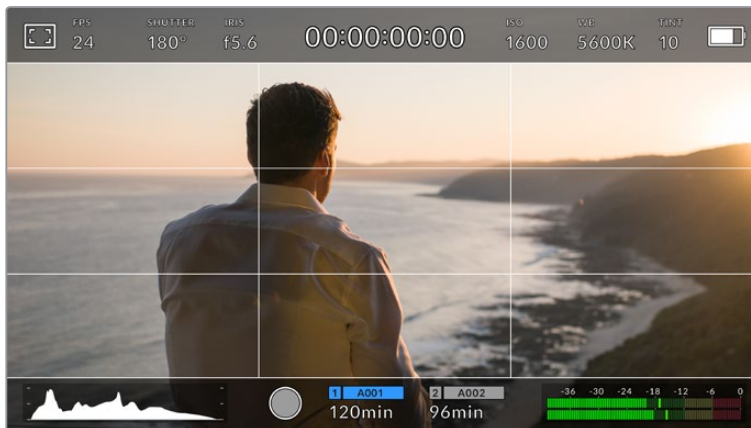 FPS SHUTTER IRIS ISO WB TINT
24 180° f5.6 00:00:00:00 1600 5600K 10
1 A001 2 A002
120min 96min
-36 -30 -24 -18 -12 -6 0